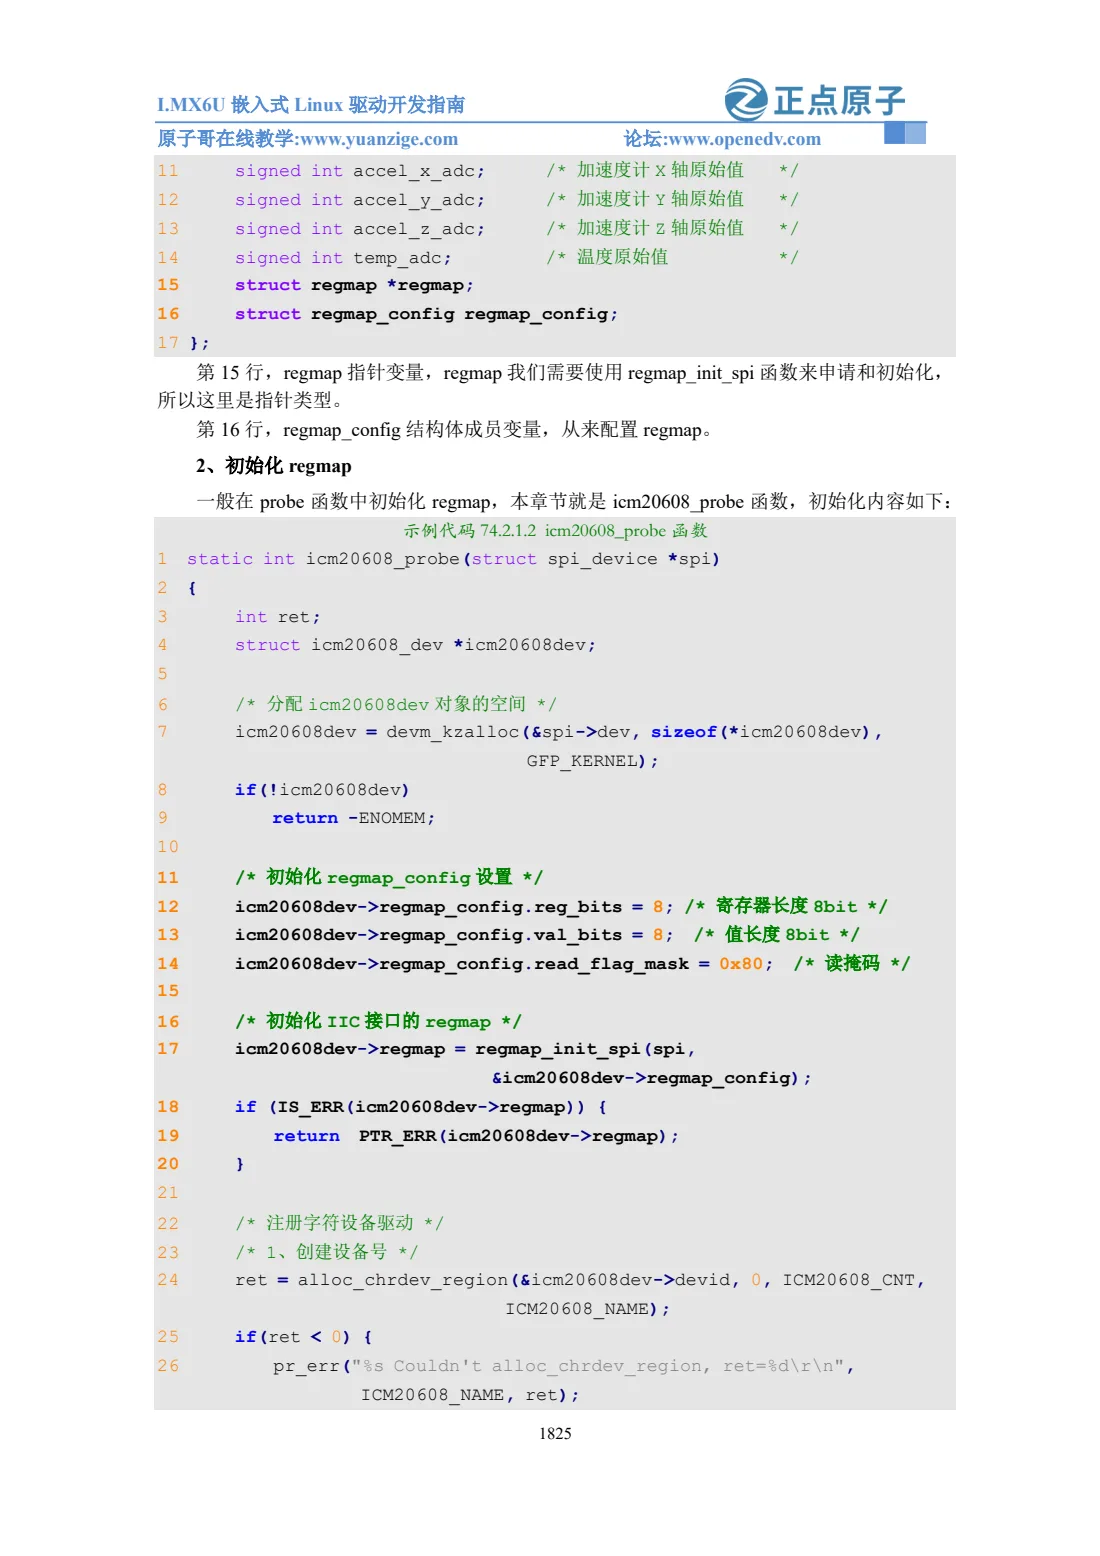 I.MX6U 嵌入式 Linux 驱动开发指南
正点原子
原子哥在线教学:www.yuanzige.com 论坛:www.openedv.com
11 signed int accel_x_adc; /* 加速度计 X 轴原始值 */
12 signed int accel_y_adc; /* 加速度计 Y 轴原始值 */
13 signed int accel_z_adc; /* 加速度计 Z 轴原始值 */
14 signed int temp_adc; /* 温度原始值 */
15 struct regmap *regmap;
16 struct regmap_config regmap_config;
17 };
第 15 行，regmap 指针变量，regmap 我们需要使用 regmap_init_spi 函数来申请和初始化，
所以这里是指针类型。
第 16 行，regmap_config 结构体成员变量，从来配置 regmap。
2、初始化 regmap
一般在 probe 函数中初始化 regmap，本章节就是 icm20608_probe 函数，初始化内容如下：
示例代码 74.2.1.2 icm20608_probe 函数
1 static int icm20608_probe(struct spi_device *spi)
2 {
3 int ret;
4 struct icm20608_dev *icm20608dev;
5
6 /* 分配 icm20608dev 对象的空间 */
7 icm20608dev = devm_kzalloc(&spi->dev, sizeof(*icm20608dev),
GFP_KERNEL);
8 if(!icm20608dev)
9 return -ENOMEM;
10
11 /* 初始化 regmap_config 设置 */
12 icm20608dev->regmap_config.reg_bits = 8; /* 寄存器长度 8bit */
13 icm20608dev->regmap_config.val_bits = 8; /* 值长度 8bit */
14 icm20608dev->regmap_config.read_flag_mask = 0x80; /* 读掩码 */
15
16 /* 初始化 IIC 接口的 regmap */
17 icm20608dev->regmap = regmap_init_spi(spi,
&icm20608dev->regmap_config);
18 if (IS_ERR(icm20608dev->regmap)) {
19 return PTR_ERR(icm20608dev->regmap);
20 }
21
22 /* 注册字符设备驱动 */
23 /* 1、创建设备号 */
24 ret = alloc_chrdev_region(&icm20608dev->devid, 0, ICM20608_CNT,
ICM20608_NAME);
25 if(ret < 0) {
26 pr_err("%s Couldn't alloc_chrdev_region, ret=%d\r\n",
ICM20608_NAME, ret);
1825